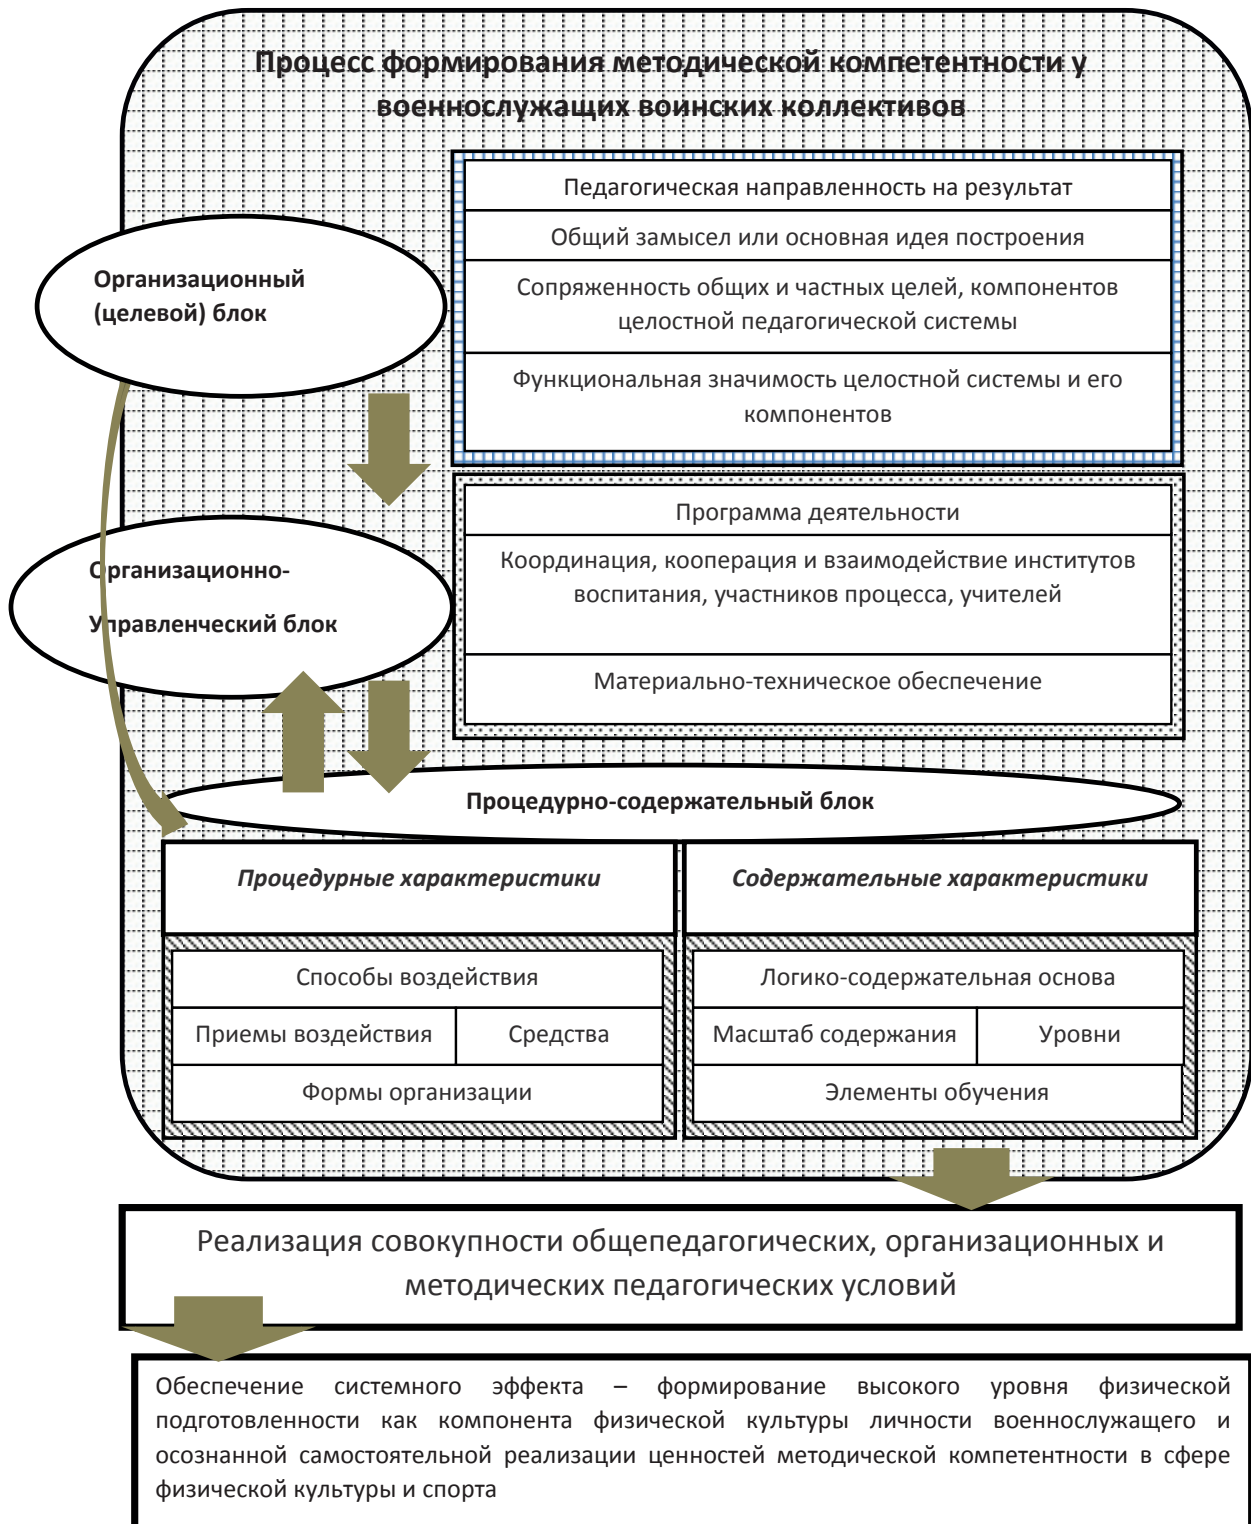 Процесс формирования методической компетентности у
военнослужащих воинских коллективов
Педагогическая направленность на результат
Общий замысел или основная идея построения
Организационный
(целевой) блок
Сопряженность общих и частных целей, компонентов
целостной педагогической системы
Функциональная значимость целостной системы и его
компонентов
Программа деятельности
Организационно-
Управленческий блок
Координация, кооперация и взаимодействие институтов
воспитания, участников процесса, учителей
Материально-техническое обеспечение
Процедурно-содержательный блок
Процедурные характеристики
Содержательные характеристики
Способы воздействия
Приемы воздействия
Средства
Формы организации
Логико-содержательная основа
Масштаб содержания
Уровни
Элементы обучения
Реализация совокупности общепедагогических, организационных и
методических педагогических условий
Обеспечение системного эффекта – формирование высокого уровня физической
подготовленности как компонента физической культуры личности военнослужащего и
осознанной самостоятельной реализации ценностей методической компетентности в сфере
физической культуры и спорта